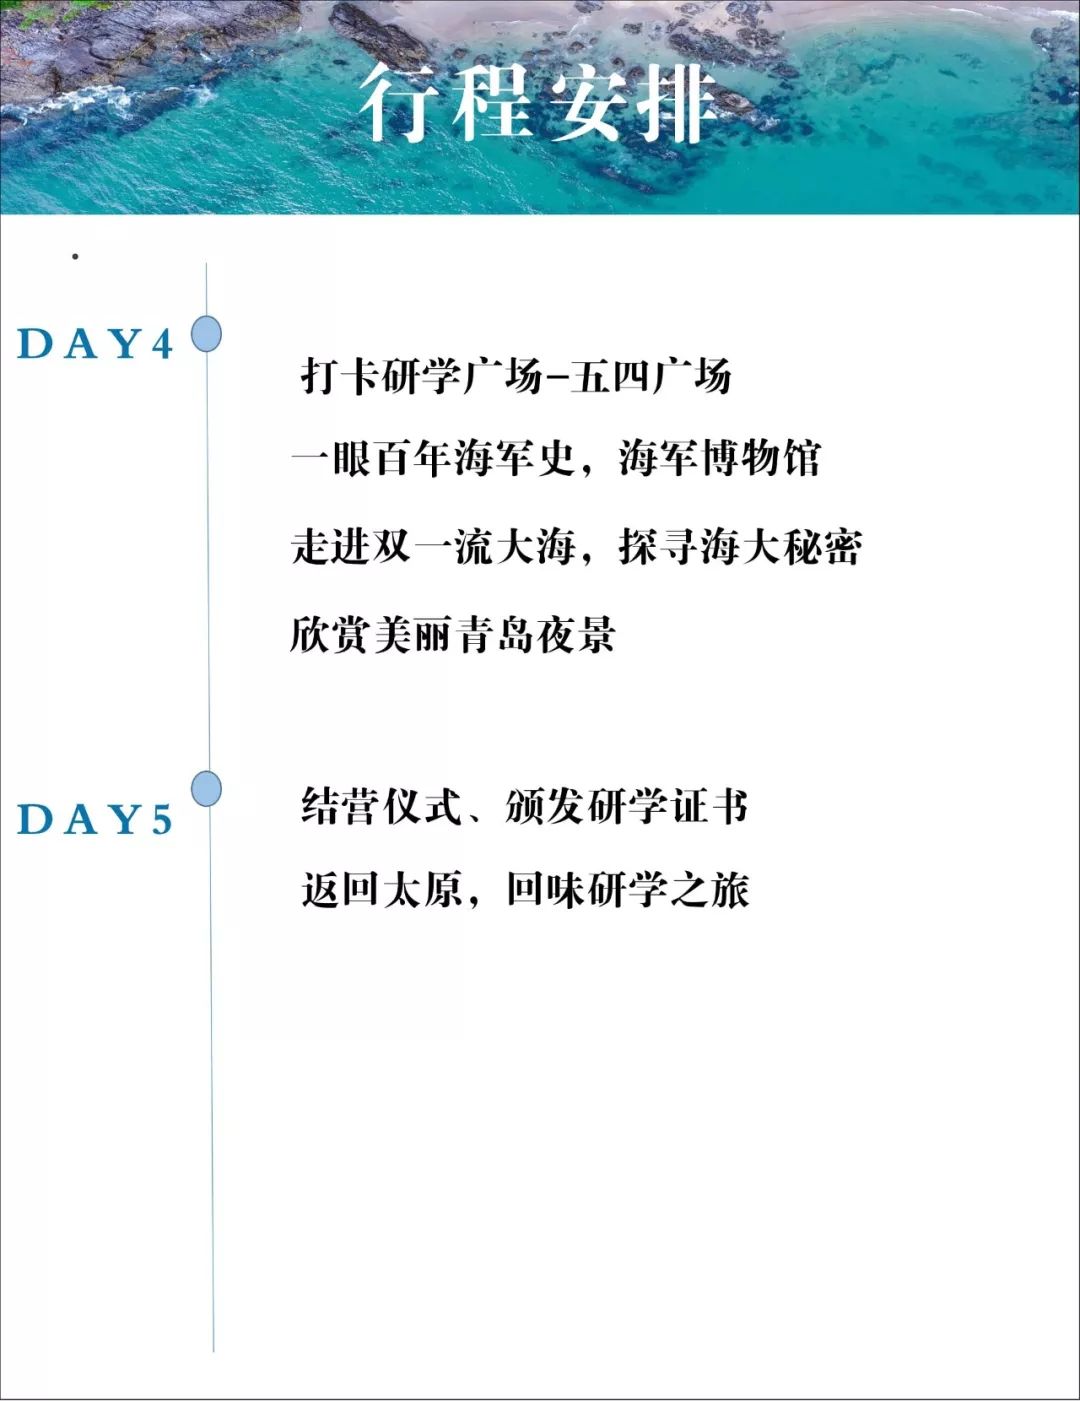 行程安排
DAY4
打卡研学广场-五四广场
一眼百年海军史，海军博物馆
走进双一流大海，探寻海大秘密
欣赏美丽青岛夜景
DAY5
结营仪式、颁发研学证书
返回太原，回味研学之旅